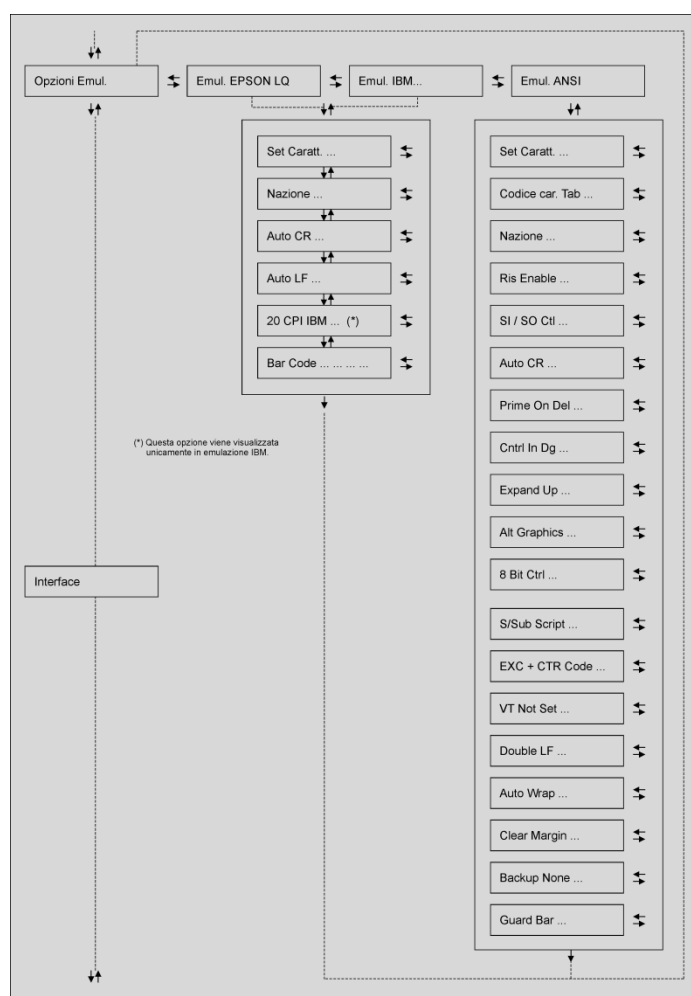 Opzioni Emul.
Emul. EPSON LQ
Emul. IBM...
Emul. ANSI
Set Caratt. ...
Nazione ...
Auto CR ...
Auto LF ...
20 CPI IBM ... (*)
Bar Code ... ... ... ...
(*) Questa opzione viene visualizzata
unicamente in emulazione IBM.
Set Caratt. ...
Codice car. Tab ...
Nazione ...
Ris Enable ...
SI / SO Ctl ...
Auto CR ...
Prime On Del ...
Cntrl In Dg ...
Expand Up ...
Alt Graphics ...
8 Bit Ctrl ...
S/Sub Script ...
EXC + CTR Code ...
VT Not Set ...
Double LF ...
Auto Wrap ...
Clear Margin ...
Backup None ...
Guard Bar ...
Interface